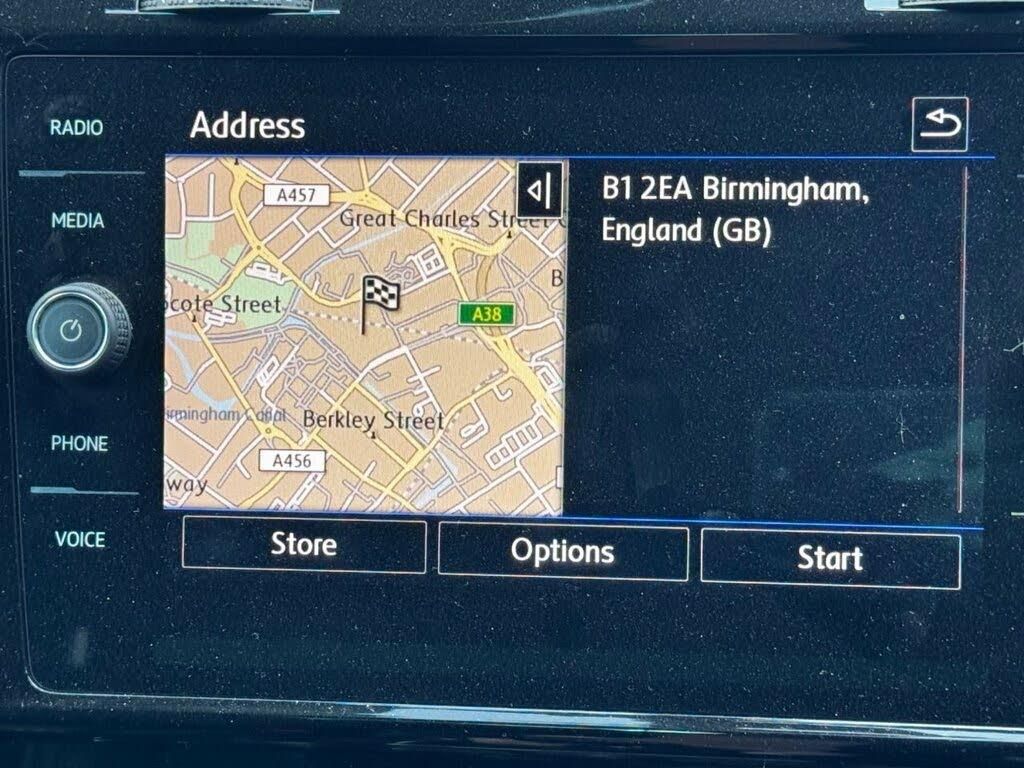 RADIO
MEDIA
PHONE
VOICE
Address
A457
Great Charles Street
cote Street
A38
B
irmingham Canal
Berkley Street
A456
way
B1 2EA Birmingham,
England (GB)
Store
Options
Start